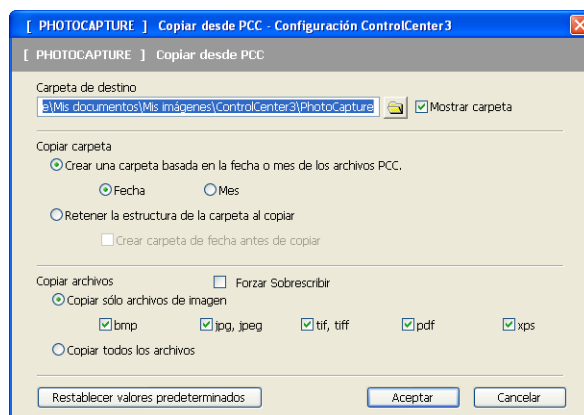 [ PHOTOCAPTURE ] Copiar desde PCC - Configuración ControlCenter3
[ PHOTOCAPTURE ] Copiar desde PCC
Carpeta de destino
e\Mis documentos\Mis imágenes\ControlCenter3\PhotoCapture Mostrar carpeta
Copiar carpeta
Crear una carpeta basada en la fecha o mes de los archivos PCC.
Fecha Mes
Retener la estructura de la carpeta al copiar
Crear carpeta de fecha antes de copiar
Copiar archivos Forzar Sobrescribir
Copiar sólo archivos de imagen
bmp jpg, jpeg tif, tiff pdf xps
Copiar todos los archivos
Restablecer valores predeterminados Aceptar Cancelar